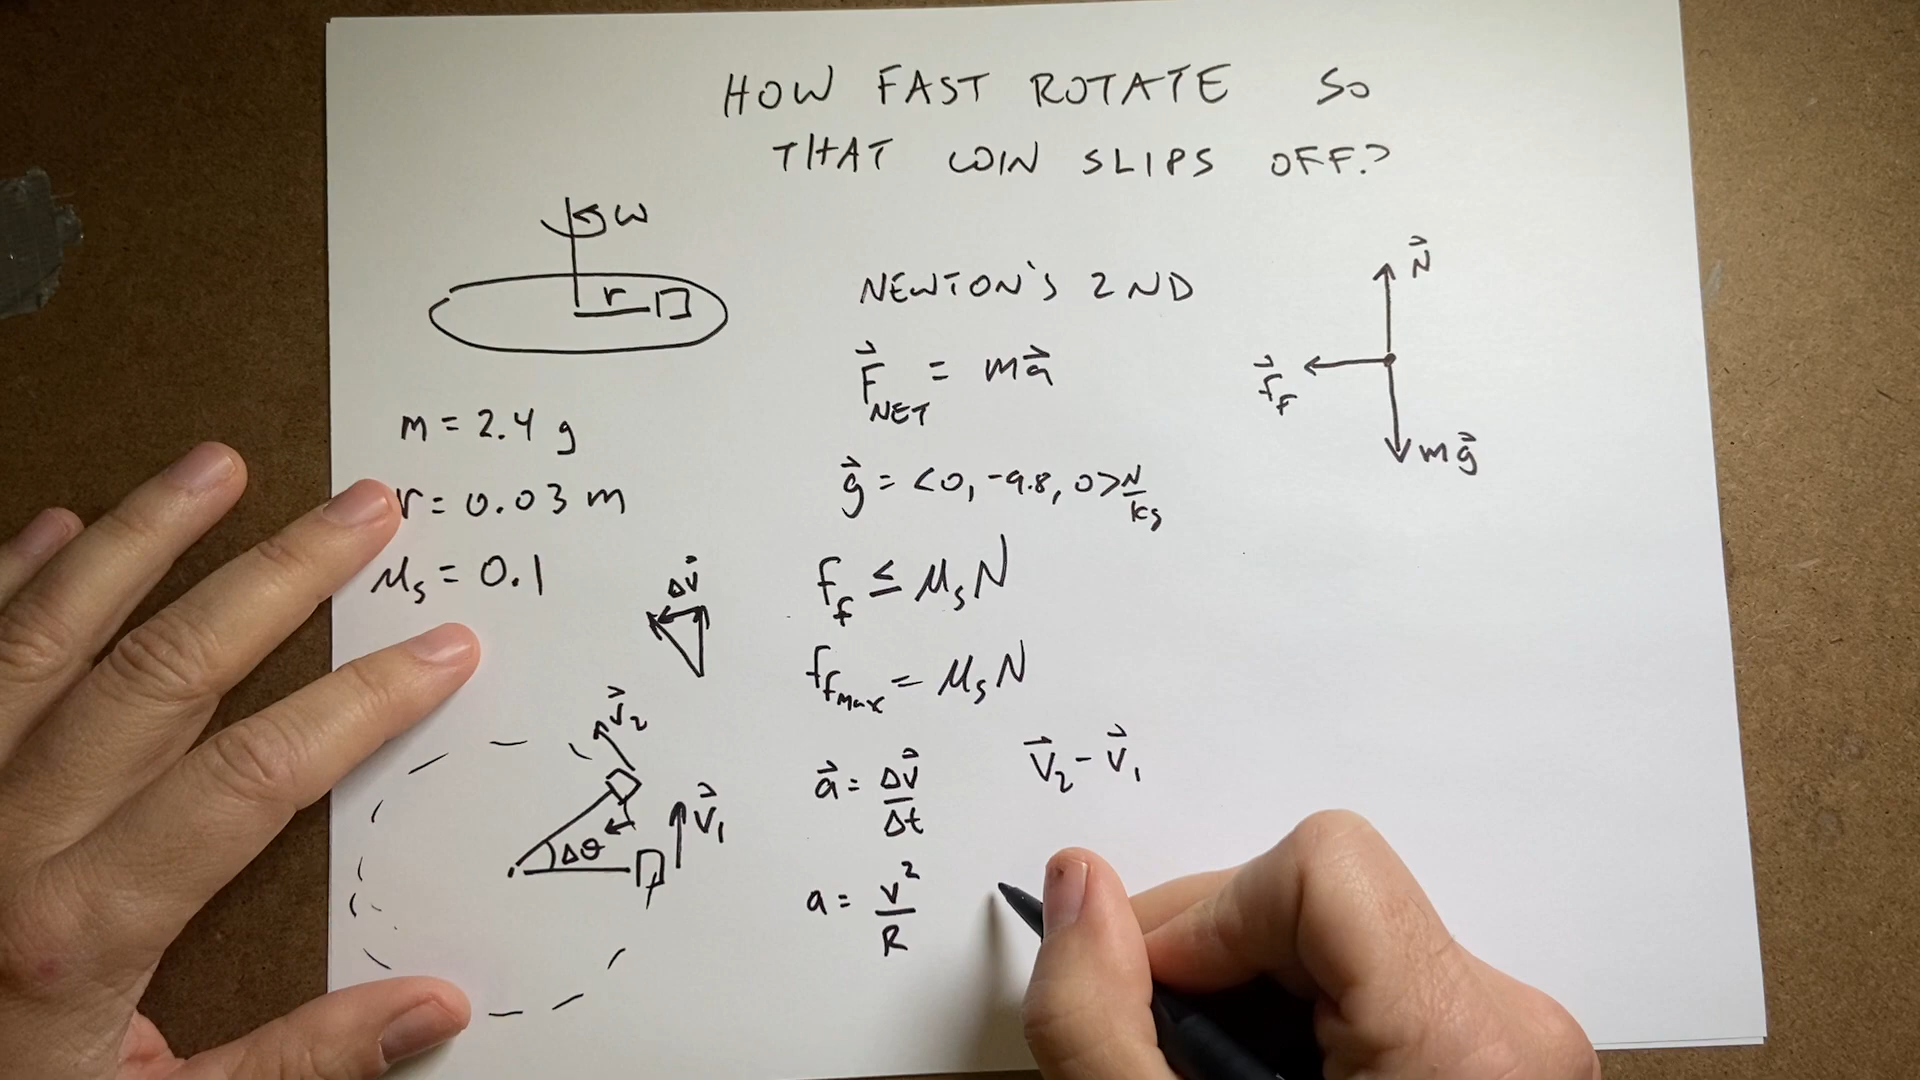 HOW FAST ROTATE SO
THAT COIN SLIPS OFF?
ω
r
m = 2.4 g
r = 0.03 m
μs = 0.1
Δv⃗
v⃗2
v⃗1
Δθ
NEWTON'S 2ND
F⃗NET = ma⃗
g⃗ = <0, -9.8, 0> N/kg
Ff ≤ μsN
Ffmax = μsN
a⃗ = Δv⃗/Δt
v⃗2 - v⃗1
a = v²/R
N⃗
F⃗F
mg⃗